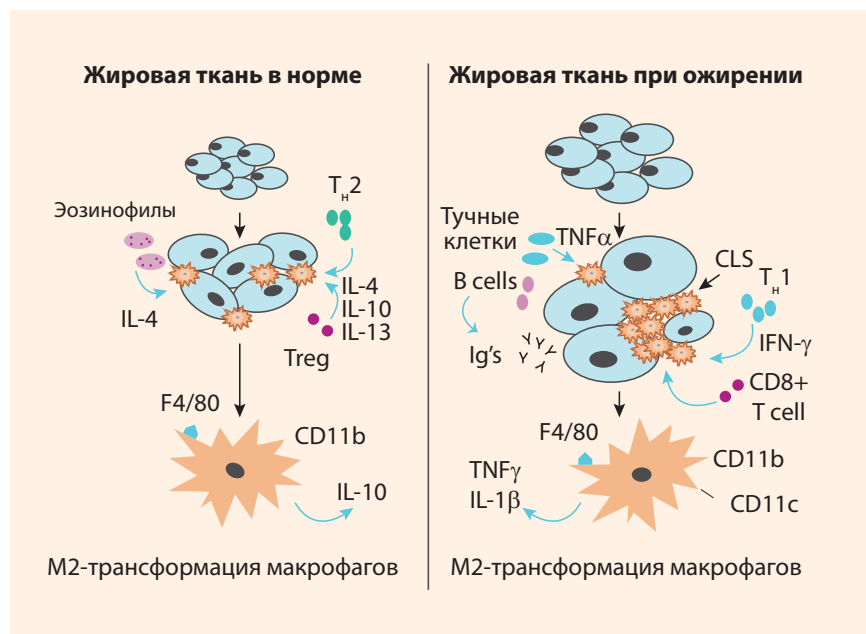 Жировая ткань в норме
Эозинофилы
Tн2
IL-4
IL-4
IL-10
IL-13
Treg
F4/80
CD11b
IL-10
М2-трансформация макрофагов
Жировая ткань при ожирении
Тучные
клетки
TNFα
B cells
Ig's
CLS
Tн1
IFN-γ
CD8+
T cell
F4/80
TNFγ
IL-1β
CD11b
CD11c
М2-трансформация макрофагов